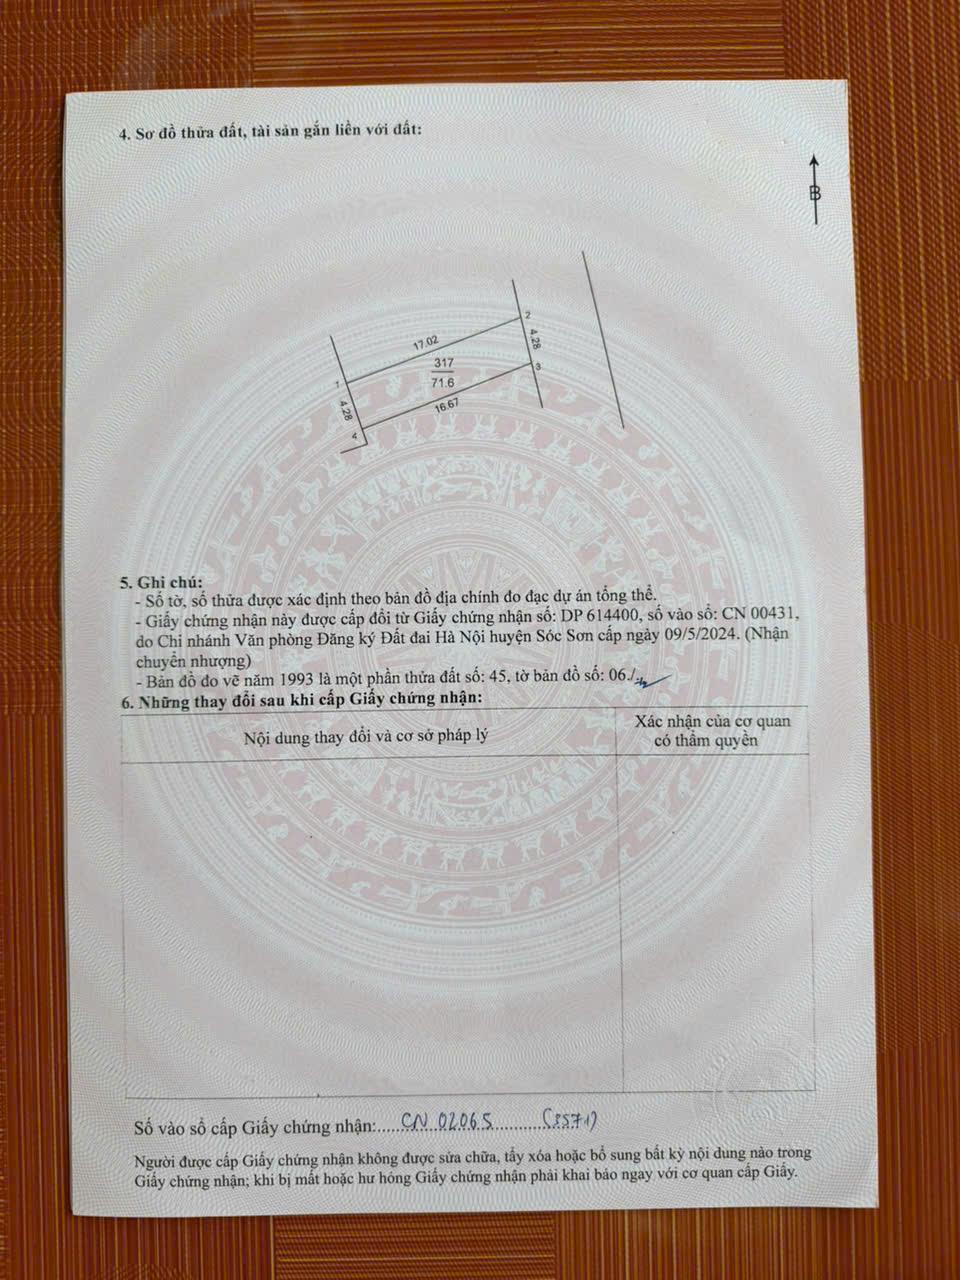 4. Sơ đồ thửa đất, tài sản gắn liền với đất:
B
2
17.02
4.28
317
71.6
3
1
4.28
16.67
4
5. Ghi chú:
- Số tờ, số thửa được xác định theo bản đồ địa chính đo đạc dự án tổng thể.
- Giấy chứng nhận này được cấp đổi từ Giấy chứng nhận số: DP 614400, số vào sổ: CN 00431,
do Chi nhánh Văn phòng Đăng ký Đất đai Hà Nội huyện Sóc Sơn cấp ngày 09/5/2024. (Nhận
chuyển nhượng)
- Bản đồ đo vẽ năm 1993 là một phần thửa đất số: 45, tờ bản đồ số: 06./.
6. Những thay đổi sau khi cấp Giấy chứng nhận:
Nội dung thay đổi và cơ sở pháp lý
Xác nhận của cơ quan
có thẩm quyền
Số vào sổ cấp Giấy chứng nhận:.....CN 02065..........(3571)
Người được cấp Giấy chứng nhận không được sửa chữa, tẩy xóa hoặc bổ sung bất kỳ nội dung nào trong
Giấy chứng nhận; khi bị mất hoặc hư hỏng Giấy chứng nhận phải khai báo ngay với cơ quan cấp Giấy.